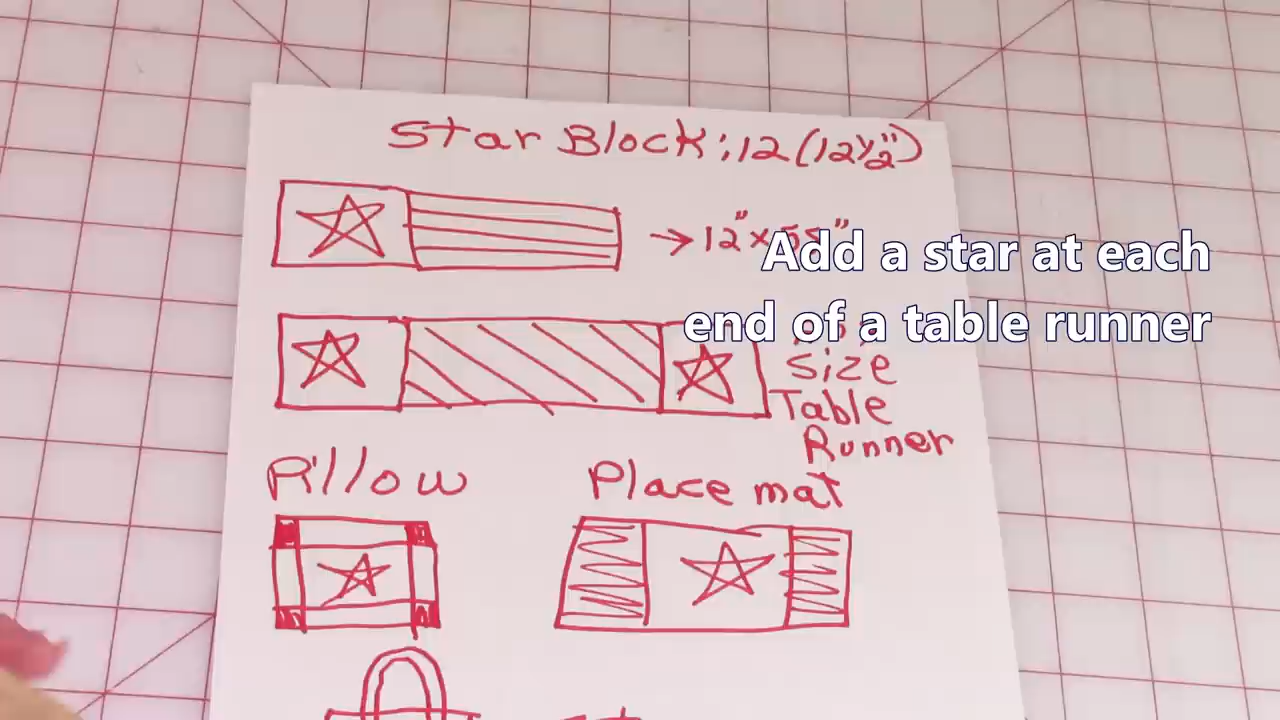 Star Block: 12 (12½")
→ 12" x
Add a star at each
end of a table runner
Size
Table
Runner
Pillow
Place mat